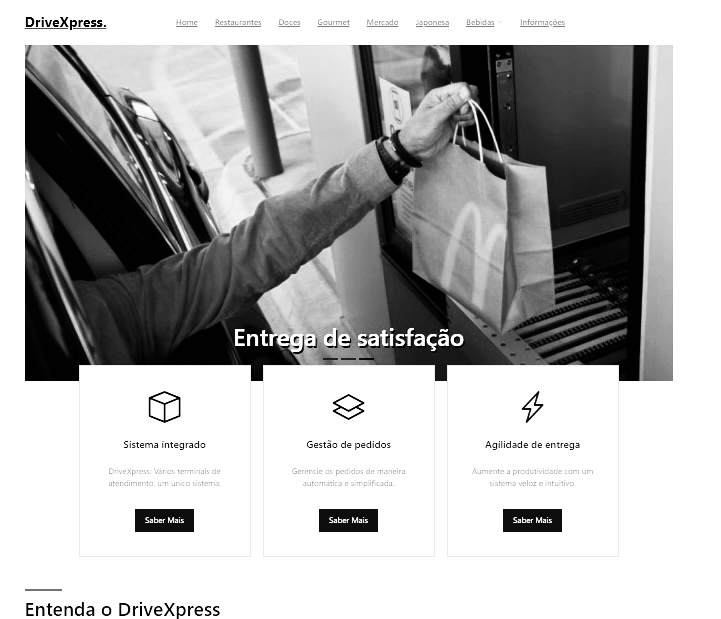 DriveXpress.
Home Restaurantes Doces Gourmet Mercado Japonesa Bebidas Informações
Entrega de satisfação
Sistema integrado
DriveXpress: Vários terminais de
atendimento, um único sistema.
Saber Mais
Gestão de pedidos
Gerencie os pedidos de maneira
automatica e simplificada.
Saber Mais
Agilidade de entrega
Aumente a produtividade com um
sistema veloz e intuitivo.
Saber Mais
Entenda o DriveXpress